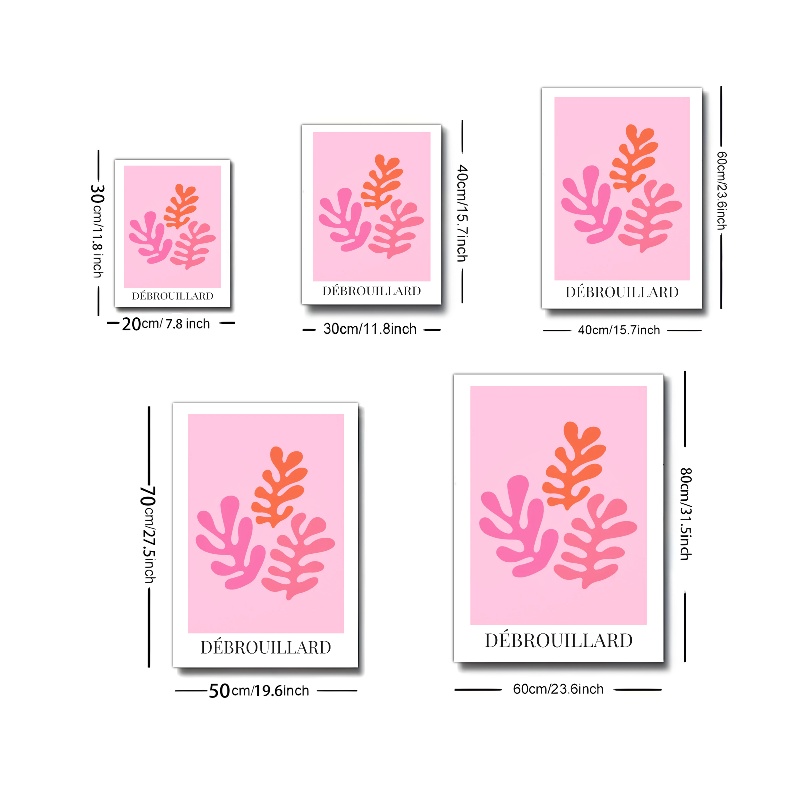 30cm/11.8 inch
DÉBROUILLARD
20cm/ 7.8 inch
40cm/15.7inch
DÉBROUILLARD
30cm/11.8inch
60cm/23.6inch
DÉBROUILLARD
40cm/15.7inch
70cm/27.5inch
DÉBROUILLARD
50cm/19.6inch
80cm/31.5inch
DÉBROUILLARD
60cm/23.6inch